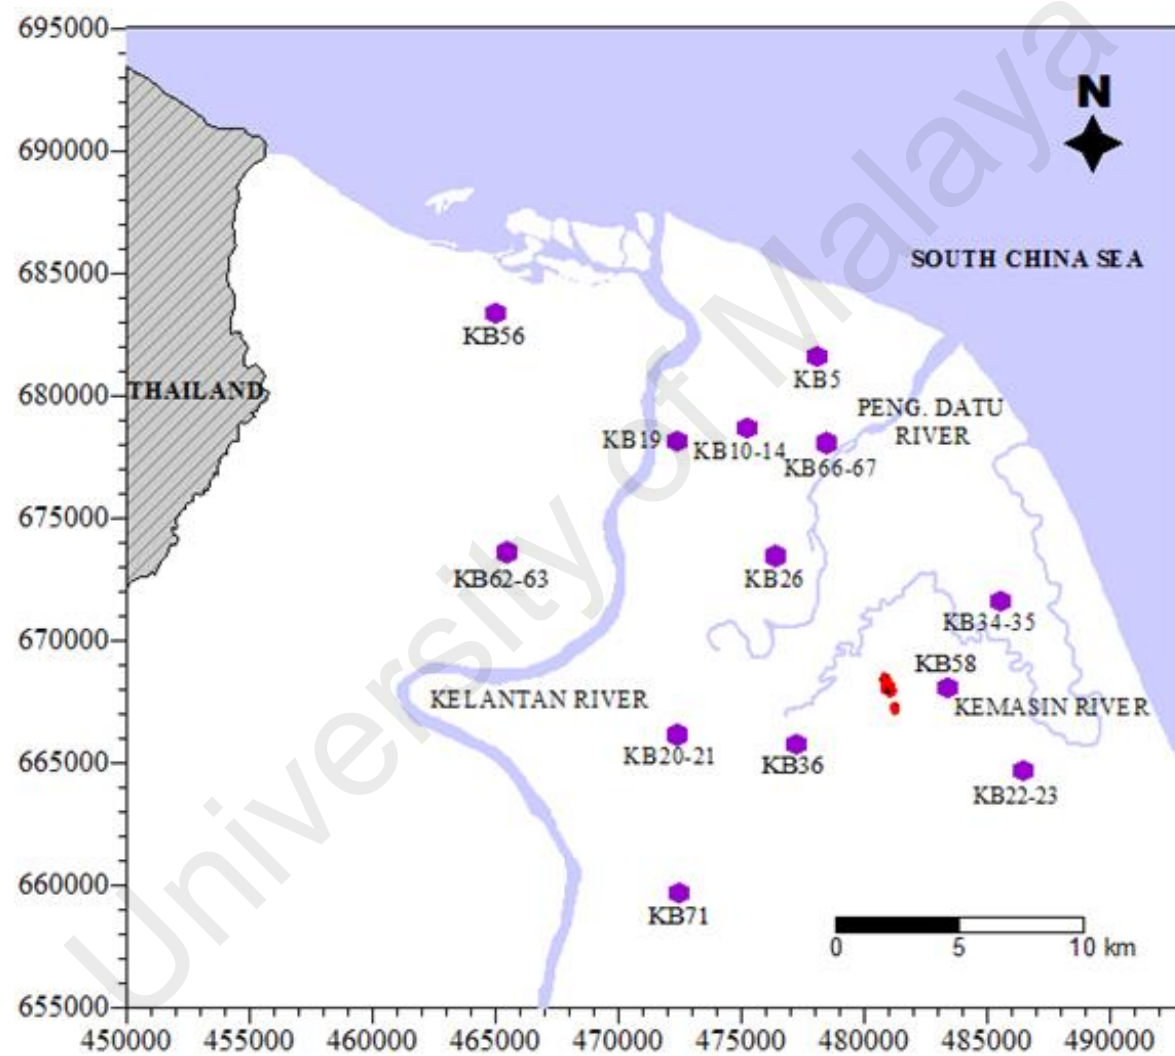 695000
N
690000
SOUTH CHINA SEA
685000
KB56
KB5
680000
THAILAND
PENG. DATU
RIVER
KB19
KB10-14
KB66-67
675000
KB62-63
KB26
670000
KB34-35
KB58
KELANTAN RIVER
KEMASIN RIVER
665000
KB20-21
KB36
KB22-23
660000
KB71
0 5 10 km
655000
450000 455000 460000 465000 470000 475000 480000 485000 490000
University of Malaya